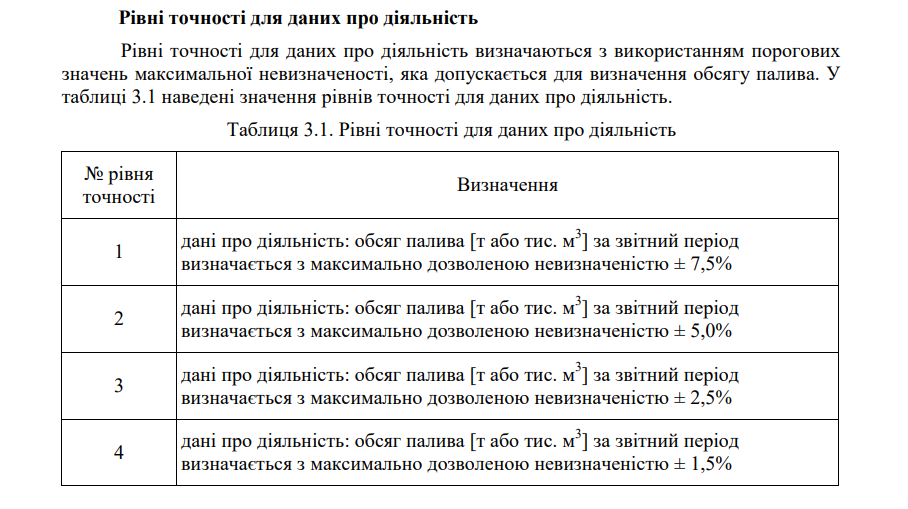 Рівні точності для даних про діяльність
Рівні точності для даних про діяльність визначаються з використанням порогових
значень максимальної невизначеності, яка допускається для визначення обсягу палива. У
таблиці 3.1 наведені значення рівнів точності для даних про діяльність.
Таблиця 3.1. Рівні точності для даних про діяльність
№ рівня
точності
Визначення
1
дані про діяльність: обсяг палива [т або тис. м³] за звітний період
визначається з максимально дозволеною невизначеністю ± 7,5%
2
дані про діяльність: обсяг палива [т або тис. м³] за звітний період
визначається з максимально дозволеною невизначеністю ± 5,0%
3
дані про діяльність: обсяг палива [т або тис. м³] за звітний період
визначається з максимально дозволеною невизначеністю ± 2,5%
4
дані про діяльність: обсяг палива [т або тис. м³] за звітний період
визначається з максимально дозволеною невизначеністю ± 1,5%